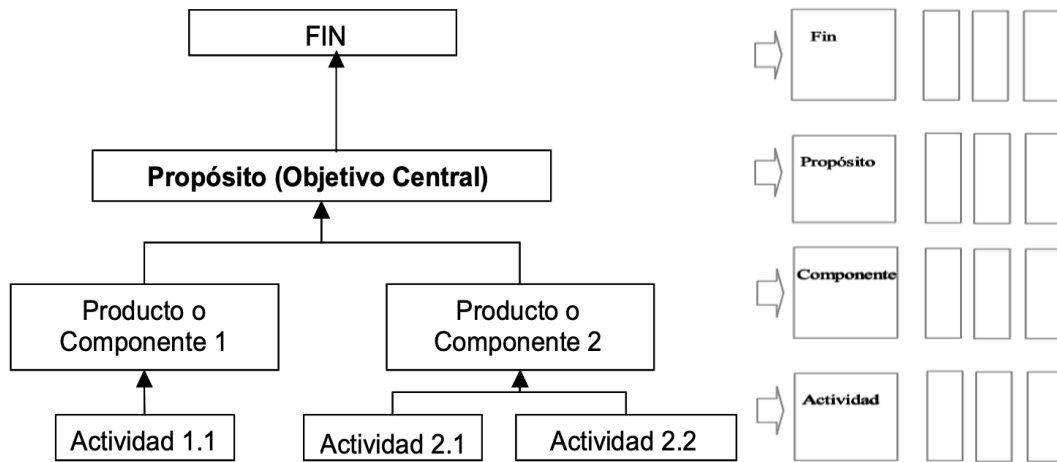 FIN
Propósito (Objetivo Central)
Producto o
Componente 1
Producto o
Componente 2
Actividad 1.1
Actividad 2.1
Actividad 2.2
Fin
Propósito
Componente
Actividad